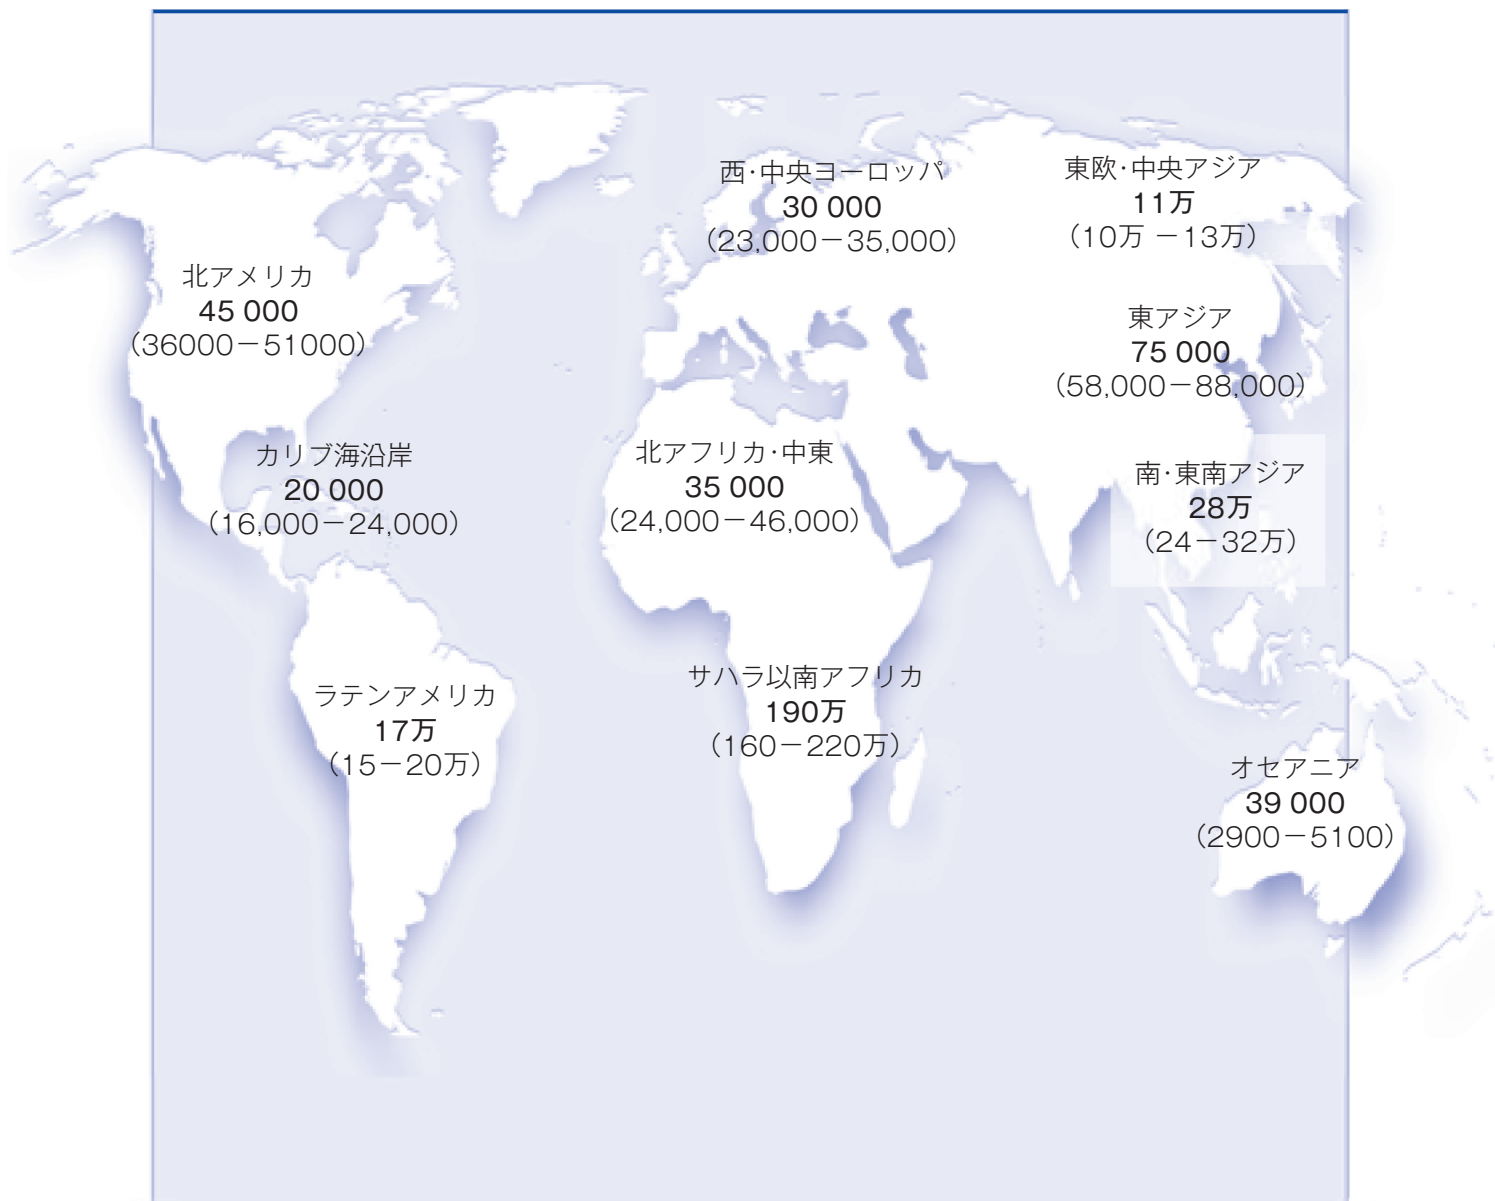 西・中央ヨーロッパ
30 000
（23,000－35,000）
東欧・中央アジア
11万
（10万 －13万）
北アメリカ
45 000
（36000－51000）
東アジア
75 000
（58,000－88,000）
カリブ海沿岸
20 000
（16,000－24,000）
北アフリカ・中東
35 000
（24,000－46,000）
南・東南アジア
28万
（24－32万）
ラテンアメリカ
17万
（15－20万）
サハラ以南アフリカ
190万
（160－220万）
オセアニア
39 000
（2900－5100）